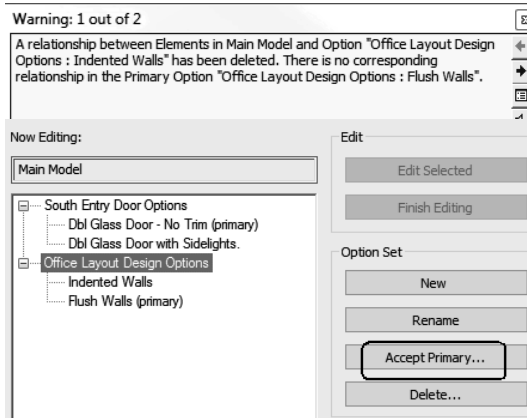 Warning: 1 out of 2
A relationship between Elements in Main Model and Option "Office Layout Design
Options : Indented Walls" has been deleted. There is no corresponding
relationship in the Primary Option "Office Layout Design Options : Flush Walls".
Now Editing:
Main Model
South Entry Door Options
Dbl Glass Door - No Trim (primary)
Dbl Glass Door with Sidelights.
Office Layout Design Options
Indented Walls
Flush Walls (primary)
Edit
Edit Selected
Finish Editing
Option Set
New
Rename
Accept Primary...
Delete...